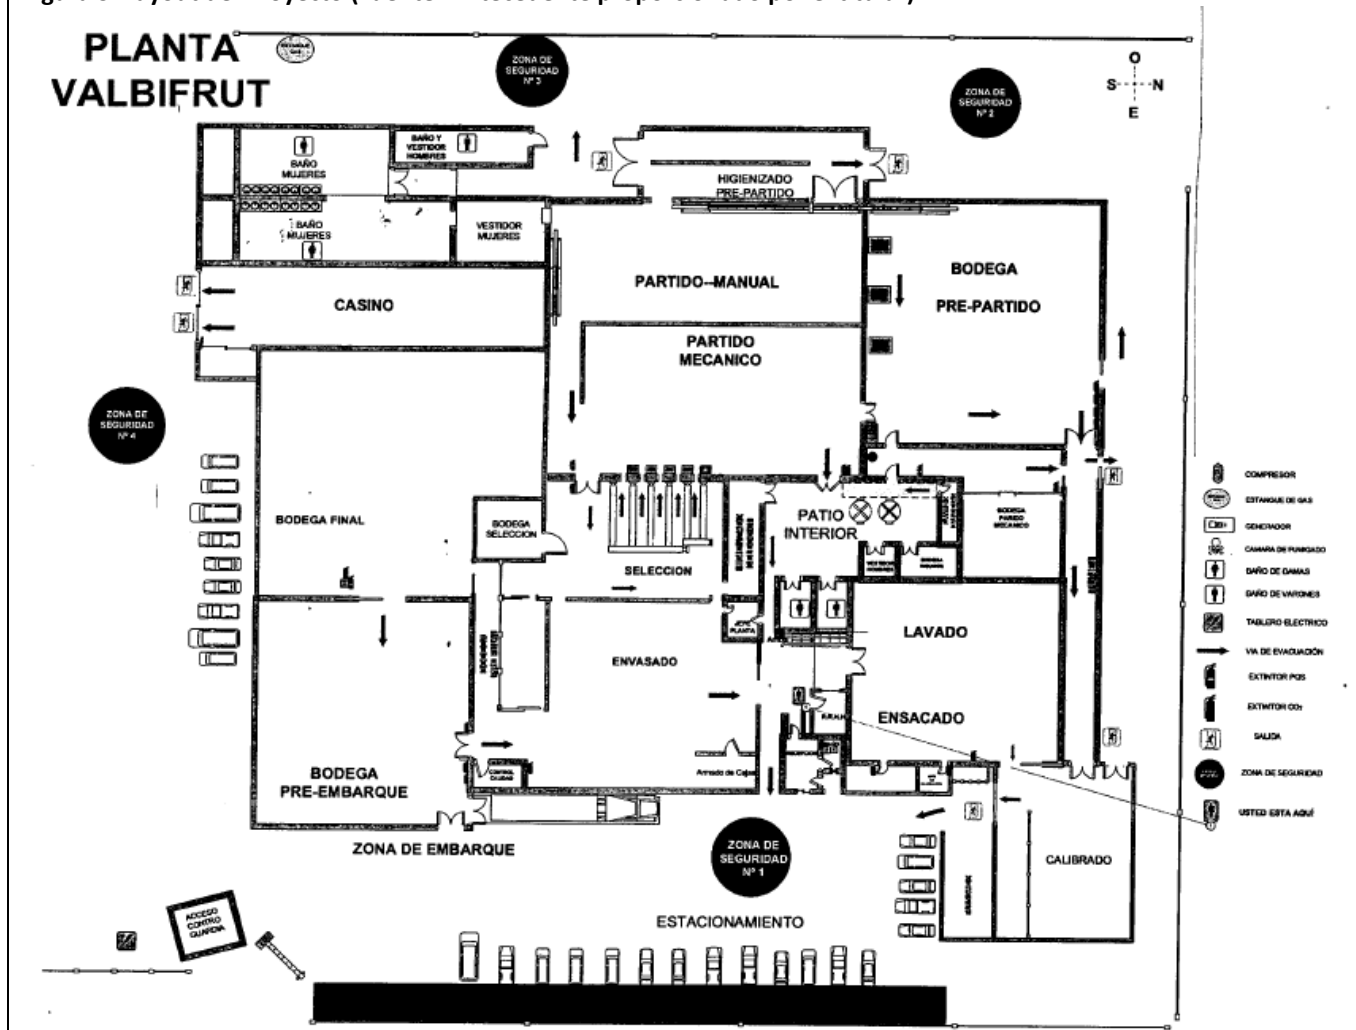 PLANTA
VALBIFRUT
ESTANQUE
GAS
ZONA DE
SEGURIDAD
Nº 3
ZONA DE
SEGURIDAD
Nº 2
O
S
N
E
BAÑO
MUJERES
BAÑO Y
VESTIDOR
HOMBRES
HIGIENIZADO
PRE-PARTIDO
BAÑO
MUJERES
VESTIDOR
MUJERES
PARTIDO--MANUAL
BODEGA
PRE-PARTIDO
CASINO
PARTIDO
MECANICO
ZONA DE
SEGURIDAD
Nº 4
BODEGA FINAL
BODEGA
SELECCION
SELECCION
PATIO
INTERIOR
BODEGA
PARIDO
MECANICO
JEFE
PLANTA
ENVASADO
LAVADO
ENSACADO
BODEGA
PRE-EMBARQUE
CONTROL
Armado de Cajas
ZONA DE EMBARQUE
ZONA DE
SEGURIDAD
Nº 1
CALIBRADO
ESTACIONAMIENTO
ACCESO
CONTRO
GUARDIA
COMPRESOR
ESTANQUE DE GAS
GENERADOR
CAMARA DE FUMIGADO
BAÑO DE DAMAS
BAÑO DE VARONES
TABLERO ELECTRICO
VIA DE EVACUACIÓN
EXTINTOR PQS
EXTINTOR CO2
SALIDA
ZONA DE SEGURIDAD
USTED ESTA AQUÍ